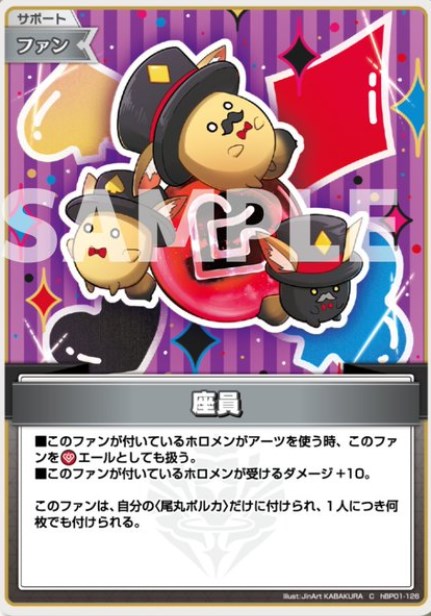 サポート
ファン
SAMPLE
座員
■このファンが付いているホロメンがアーツを使う時、このファ
ンを エールとしても扱う。
■このファンが付いているホロメンが受けるダメージ+10。
このファンは、自分の〈尾丸ポルカ〉だけに付けられ、1人につき何
枚でも付けられる。
Illust:JinArt KABAKURA C hBP01-126